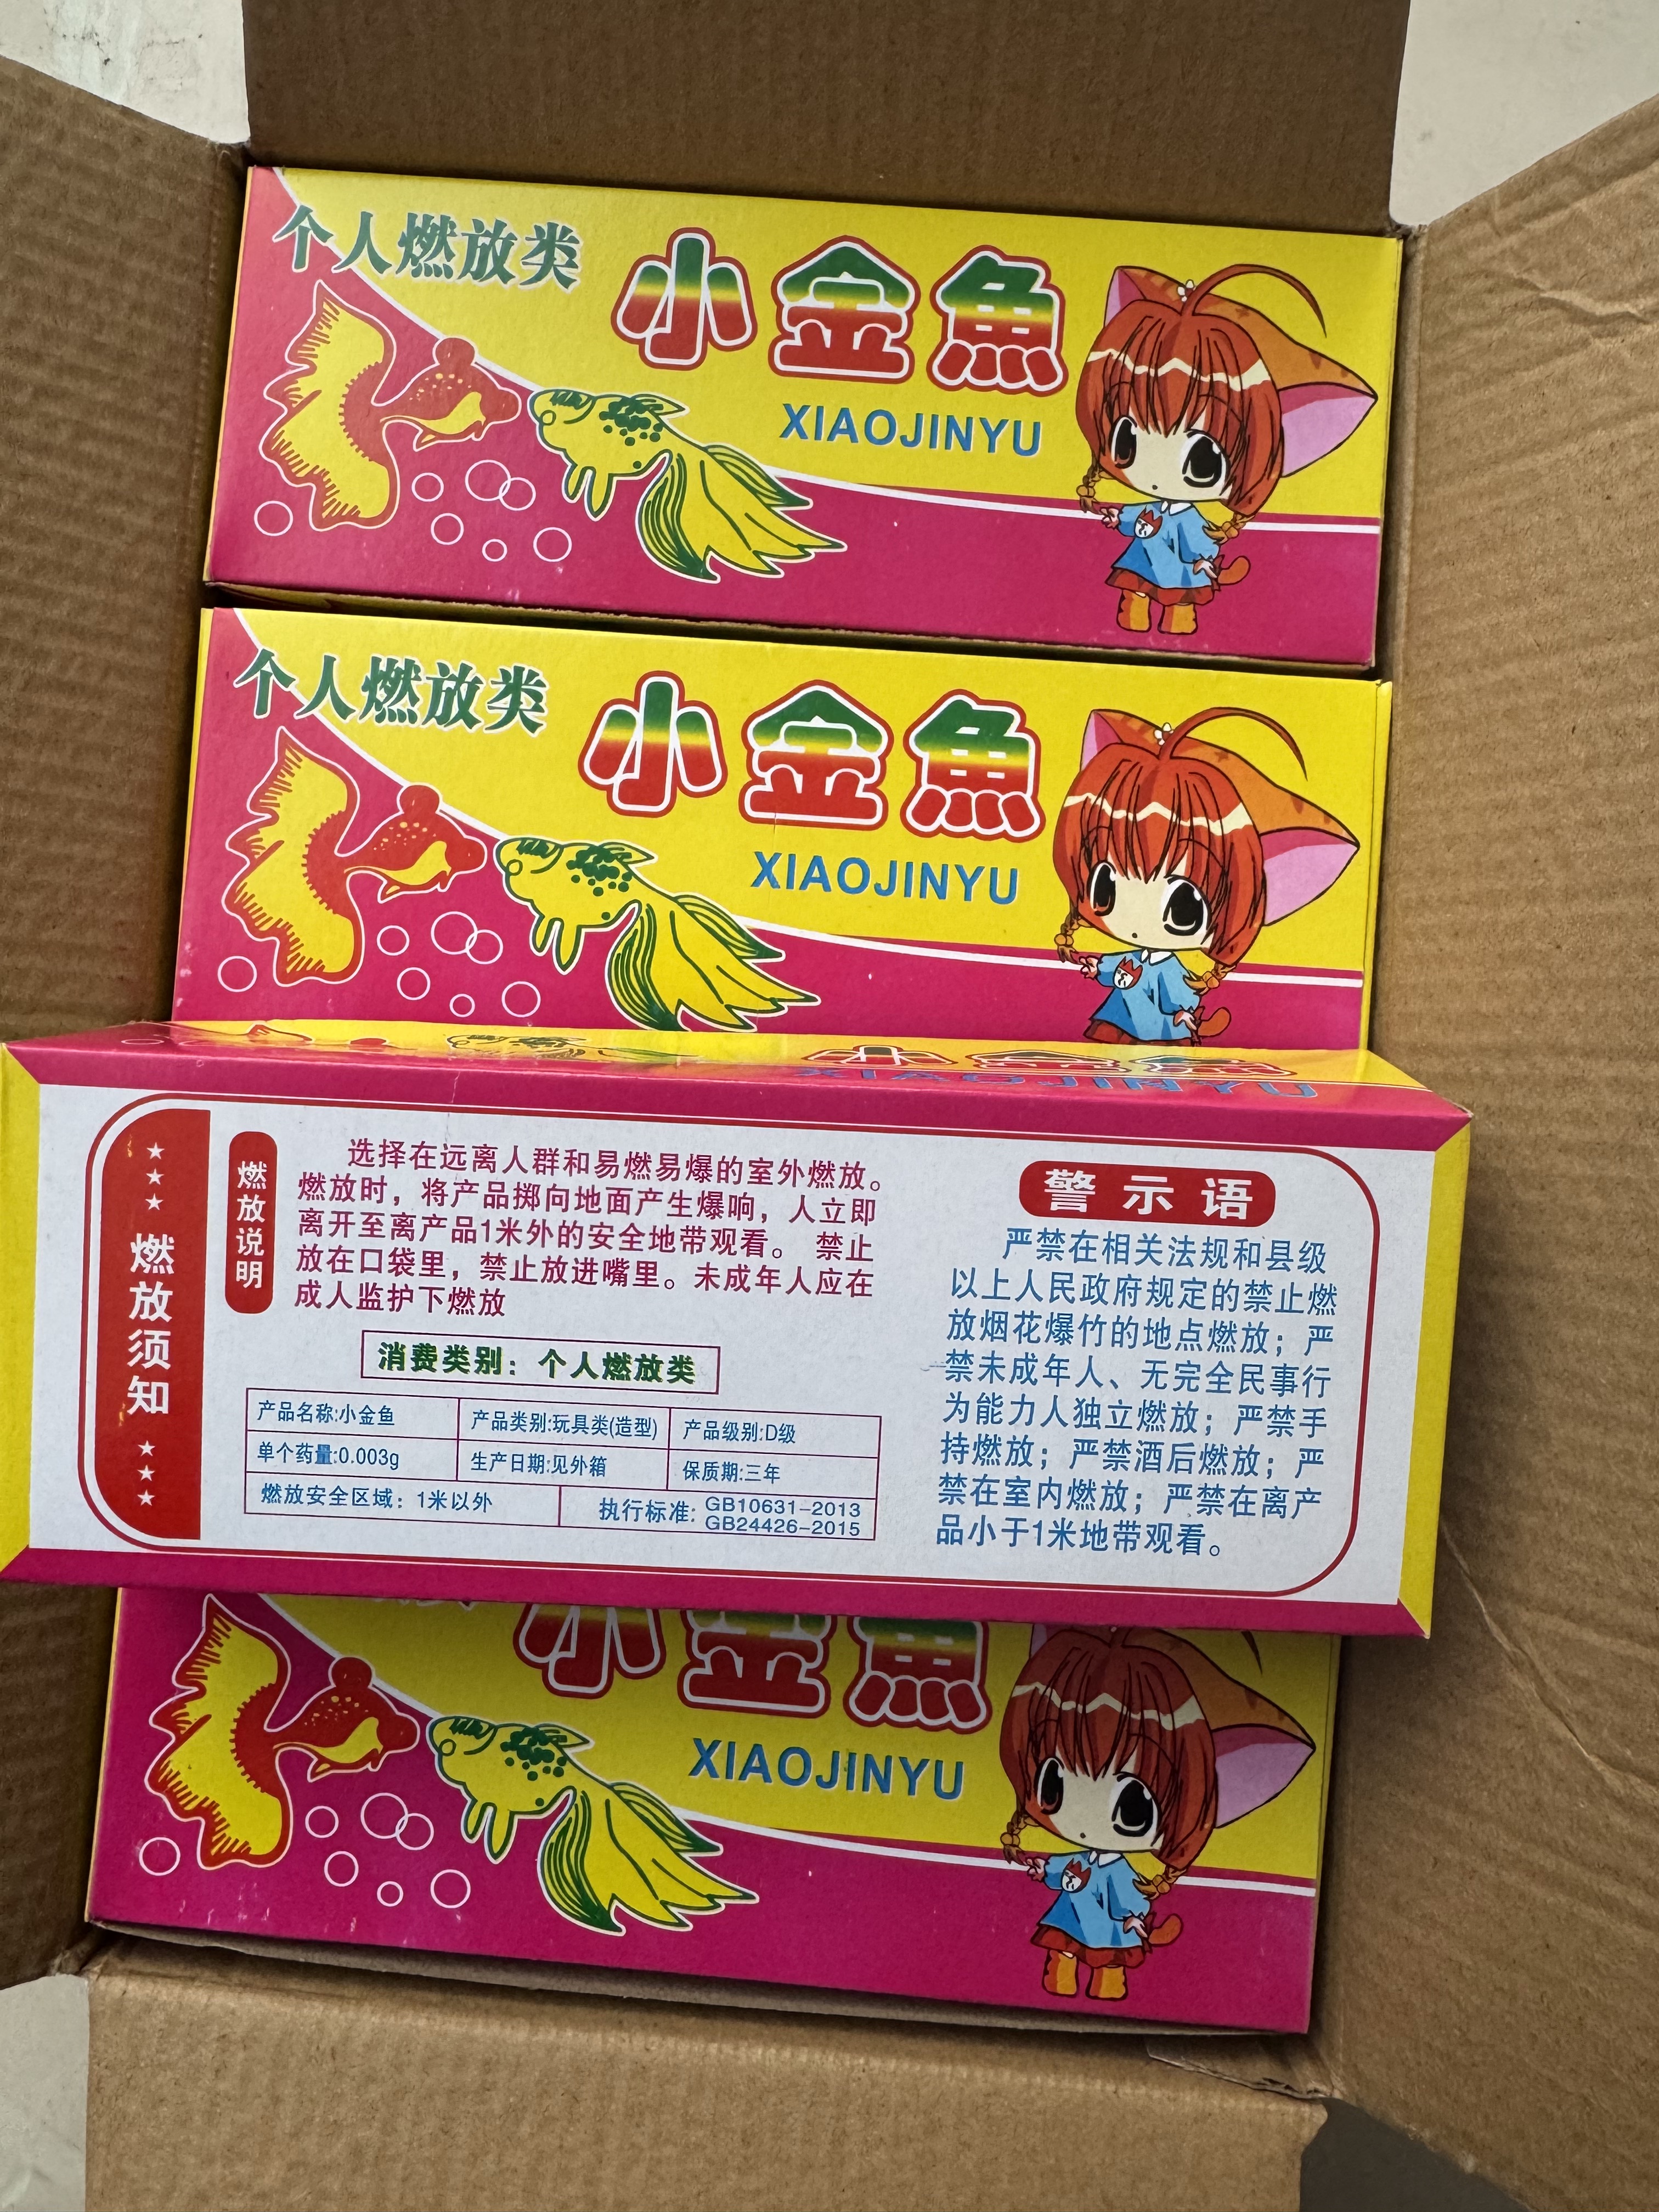 个人燃放类
小金魚
XIAOJINYU
个人燃放类
小金魚
XIAOJINYU
小金魚
XIAOJINYU
燃放须知
燃放说明
选择在远离人群和易燃易爆的室外燃放。
燃放时，将产品掷向地面产生爆响，人立即
离开至离产品1米外的安全地带观看。 禁止
放在口袋里，禁止放进嘴里。未成年人应在
成人监护下燃放
消费类别：个人燃放类
产品名称:小金鱼 产品类别:玩具类(造型) 产品级别:D级
单个药量:0.003g 生产日期:见外箱 保质期:三年
燃放安全区域：1米以外 执行标准: GB10631-2013
GB24426-2015
警示语
严禁在相关法规和县级
以上人民政府规定的禁止燃
放烟花爆竹的地点燃放；严
禁未成年人、无完全民事行
为能力人独立燃放；严禁手
持燃放；严禁酒后燃放；严
禁在室内燃放；严禁在离产
品小于1米地带观看。
小金魚
XIAOJINYU